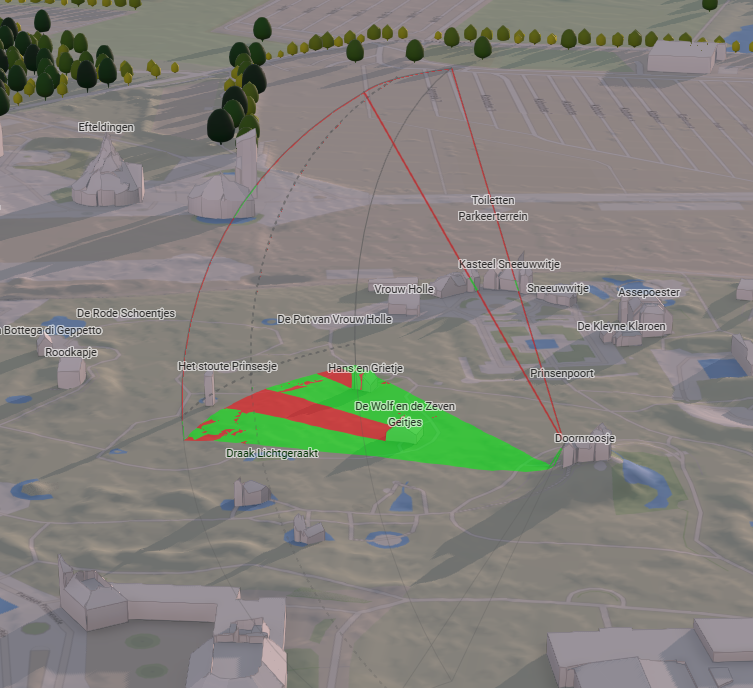 Efteldingen
Toiletten
Parkeerterrein
Kasteel Sneeuwwitje
Vrouw Holle
Sneeuwwitje
Assepoester
De Rode Schoentjes
De Put van Vrouw Holle
De Kleyne Klaroen
Bottega di Geppetto
Roodkapje
Het stoute Prinsesje
Hans en Grietje
Prinsenpoort
De Wolf en de Zeven
Geitjes
Doornroosje
Draak Lichtgeraakt